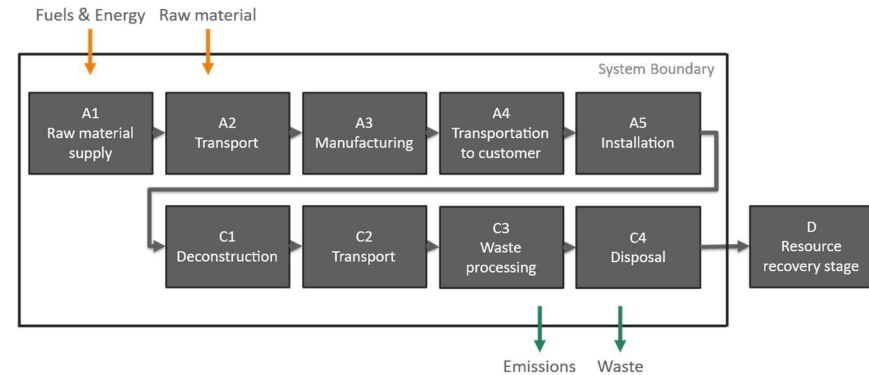 Fuels & Energy
Raw material
System Boundary
A1
Raw material
supply
A2
Transport
A3
Manufacturing
A4
Transportation
to customer
A5
Installation
C1
Deconstruction
C2
Transport
C3
Waste
processing
C4
Disposal
D
Resource
recovery stage
Emissions
Waste